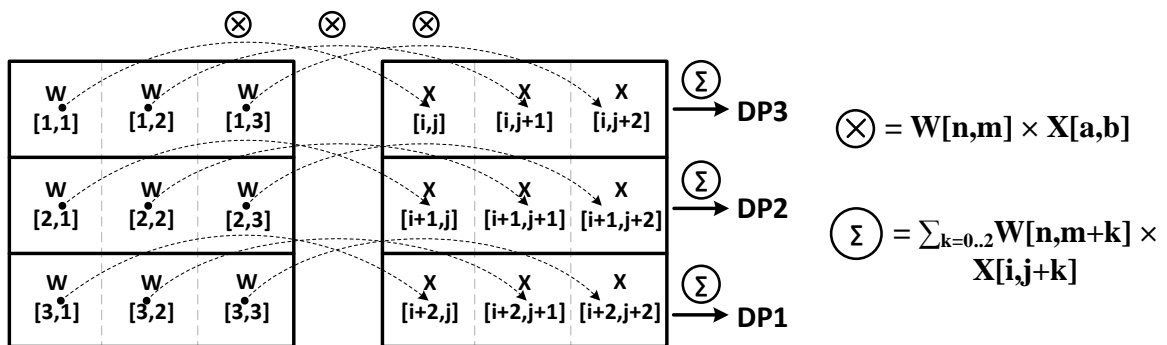 ⊗ ⊗ ⊗
W W W X X X Σ
[1,1] [1,2] [1,3] [i,j] [i,j+1] [i,j+2] DP3
⊗ = W[n,m] × X[a,b]
W W W X X X Σ
[2,1] [2,2] [2,3] [i+1,j] [i+1,j+1] [i+1,j+2] DP2
Σ = ∑k=0..2W[n,m+k] ×
X[i,j+k]
W W W X X X Σ
[3,1] [3,2] [3,3] [i+2,j] [i+2,j+1] [i+2,j+2] DP1